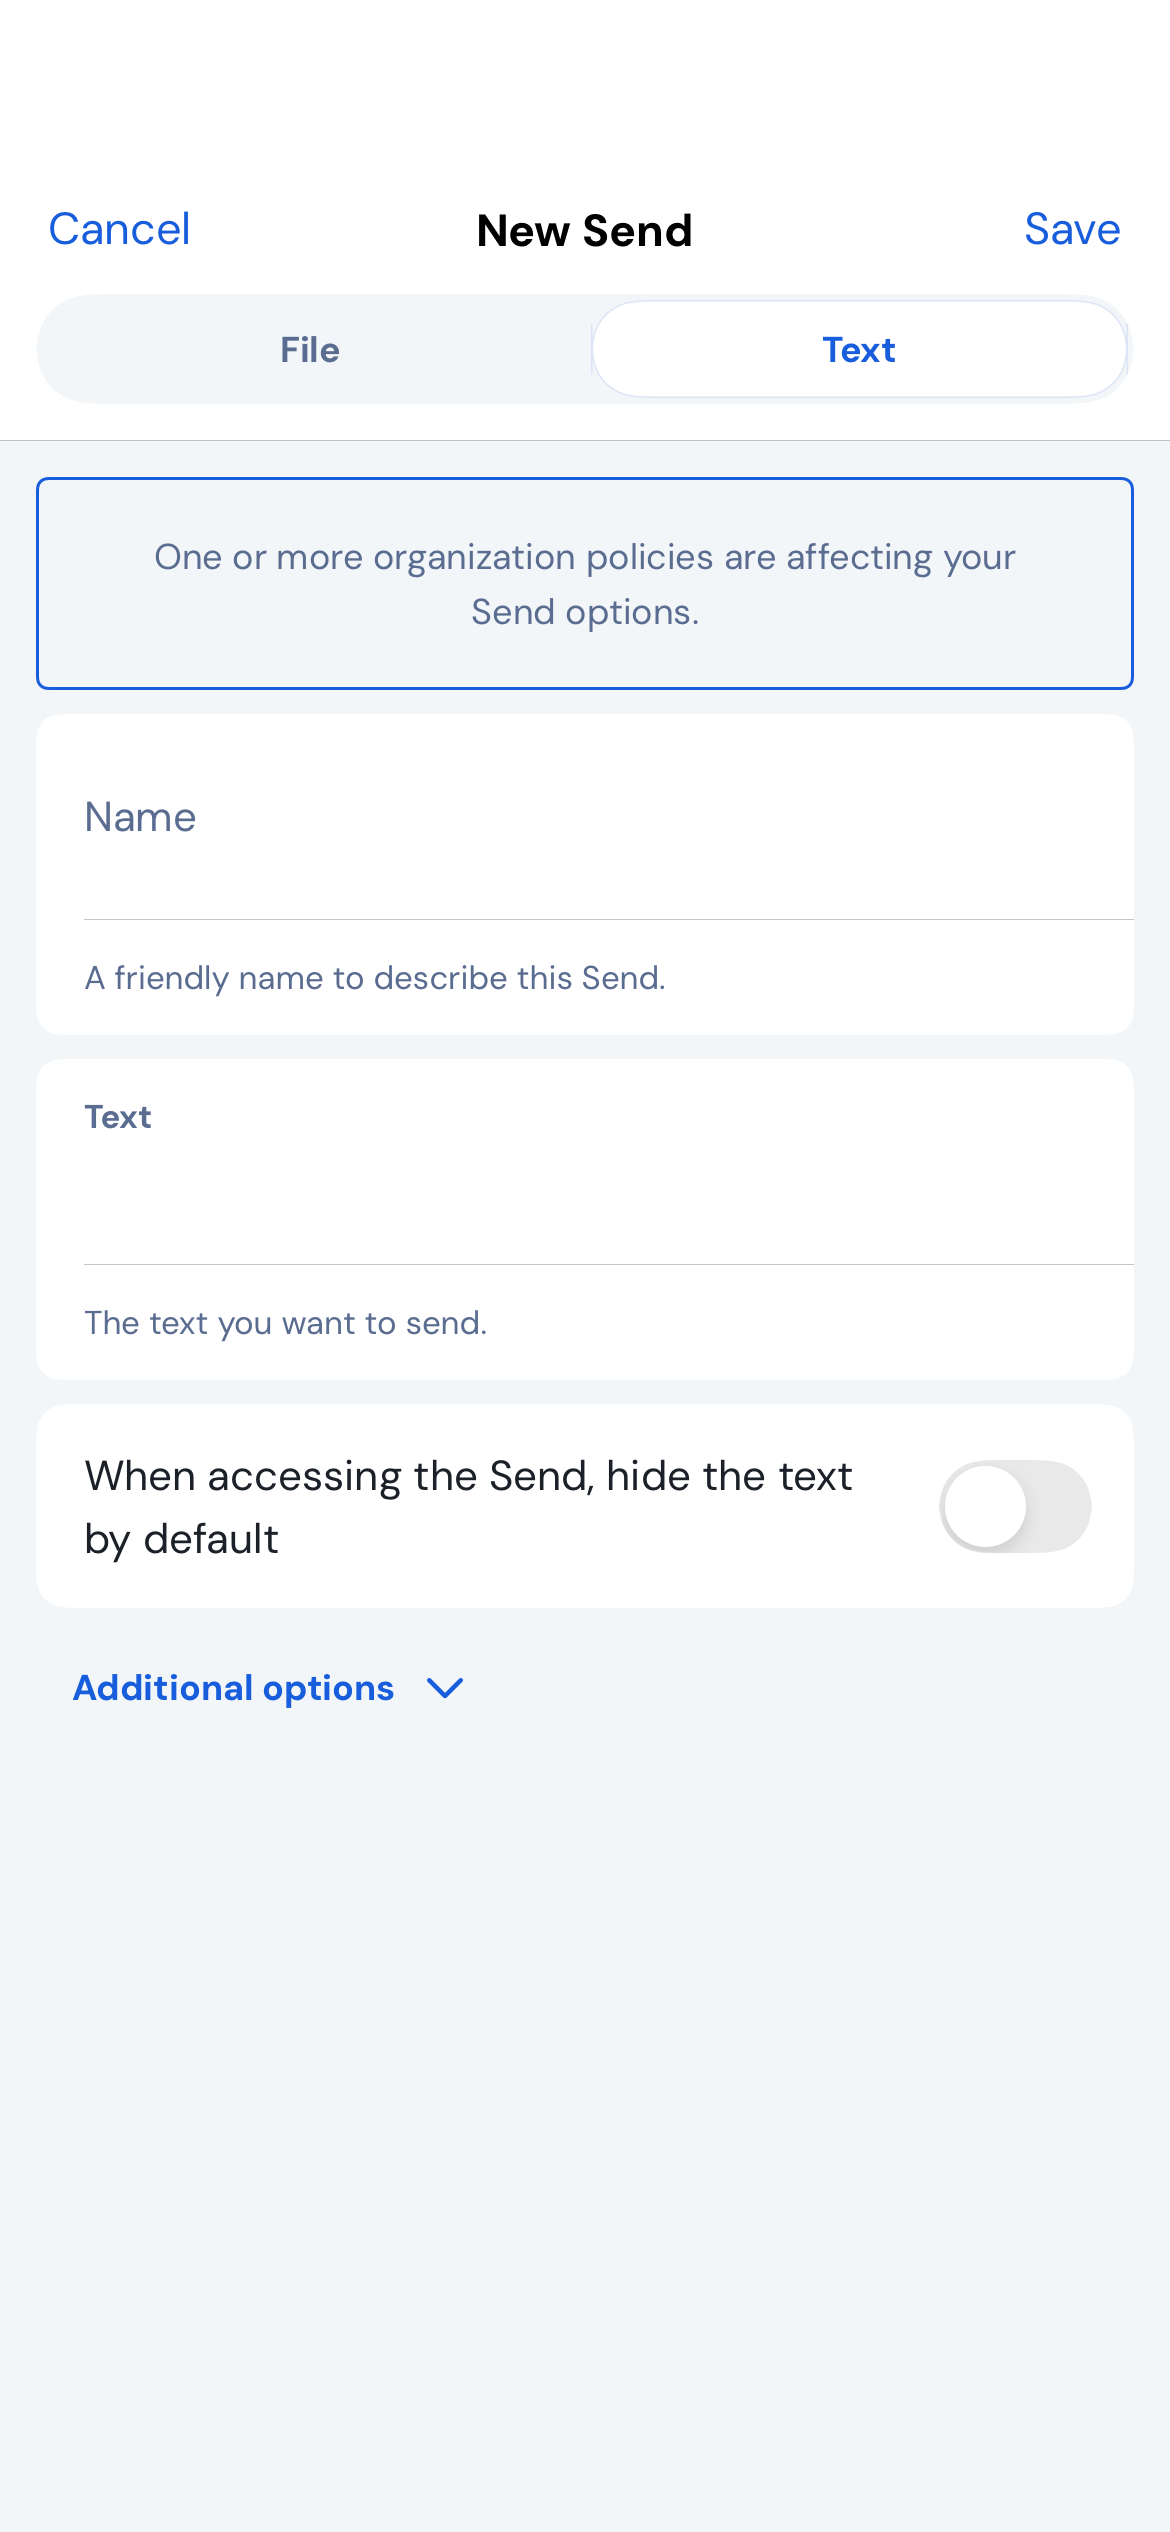 Cancel
New Send
Save
File
Text
One or more organization policies are affecting your
Send options.
Name
A friendly name to describe this Send.
Text
The text you want to send.
When accessing the Send, hide the text
by default
Additional options